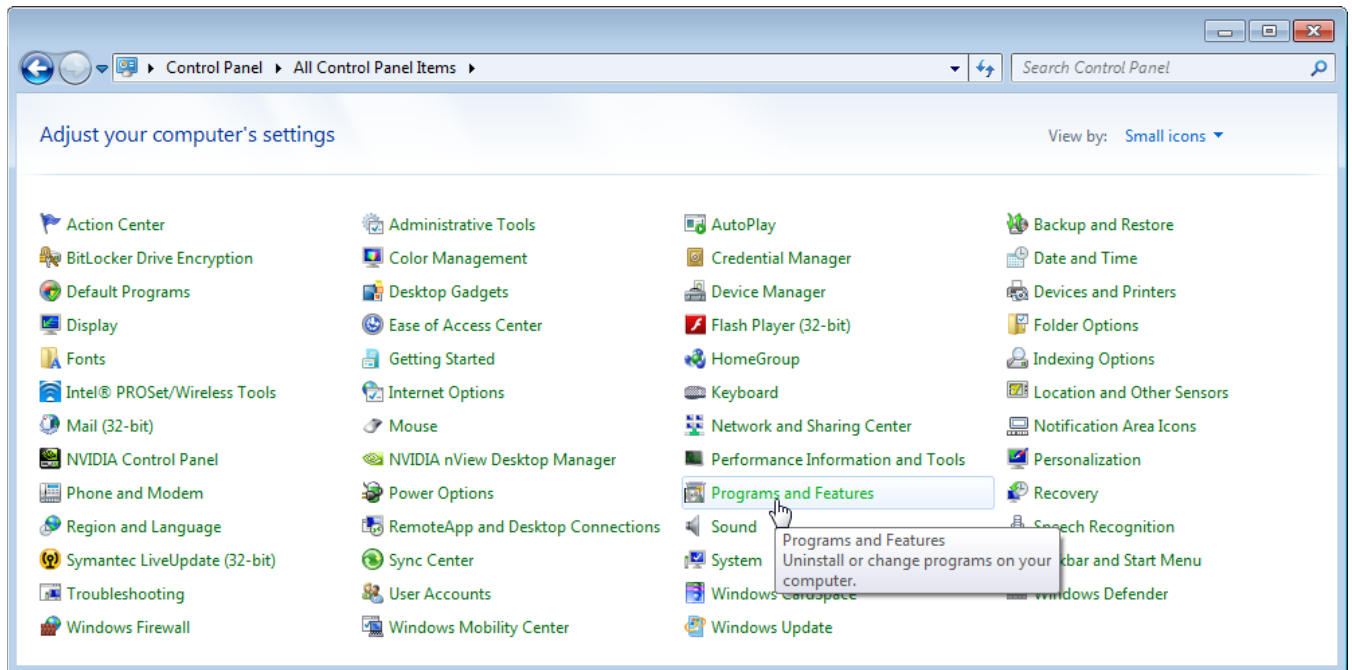 Control Panel All Control Panel Items Search Control Panel
Adjust your computer's settings View by: Small icons
Action Center Administrative Tools AutoPlay Backup and Restore
BitLocker Drive Encryption Color Management Credential Manager Date and Time
Default Programs Desktop Gadgets Device Manager Devices and Printers
Display Ease of Access Center Flash Player (32-bit) Folder Options
Fonts Getting Started HomeGroup Indexing Options
Intel® PROSet/Wireless Tools Internet Options Keyboard Location and Other Sensors
Mail (32-bit) Mouse Network and Sharing Center Notification Area Icons
NVIDIA Control Panel NVIDIA nView Desktop Manager Performance Information and Tools Personalization
Phone and Modem Power Options Programs and Features Recovery
Region and Language RemoteApp and Desktop Connections Sound Speech Recognition
Programs and Features
Symantec LiveUpdate (32-bit) Sync Center System Uninstall or change programs on your kbar and Start Menu
computer.
Troubleshooting User Accounts Windows CardSpace Windows Defender
Windows Firewall Windows Mobility Center Windows Update